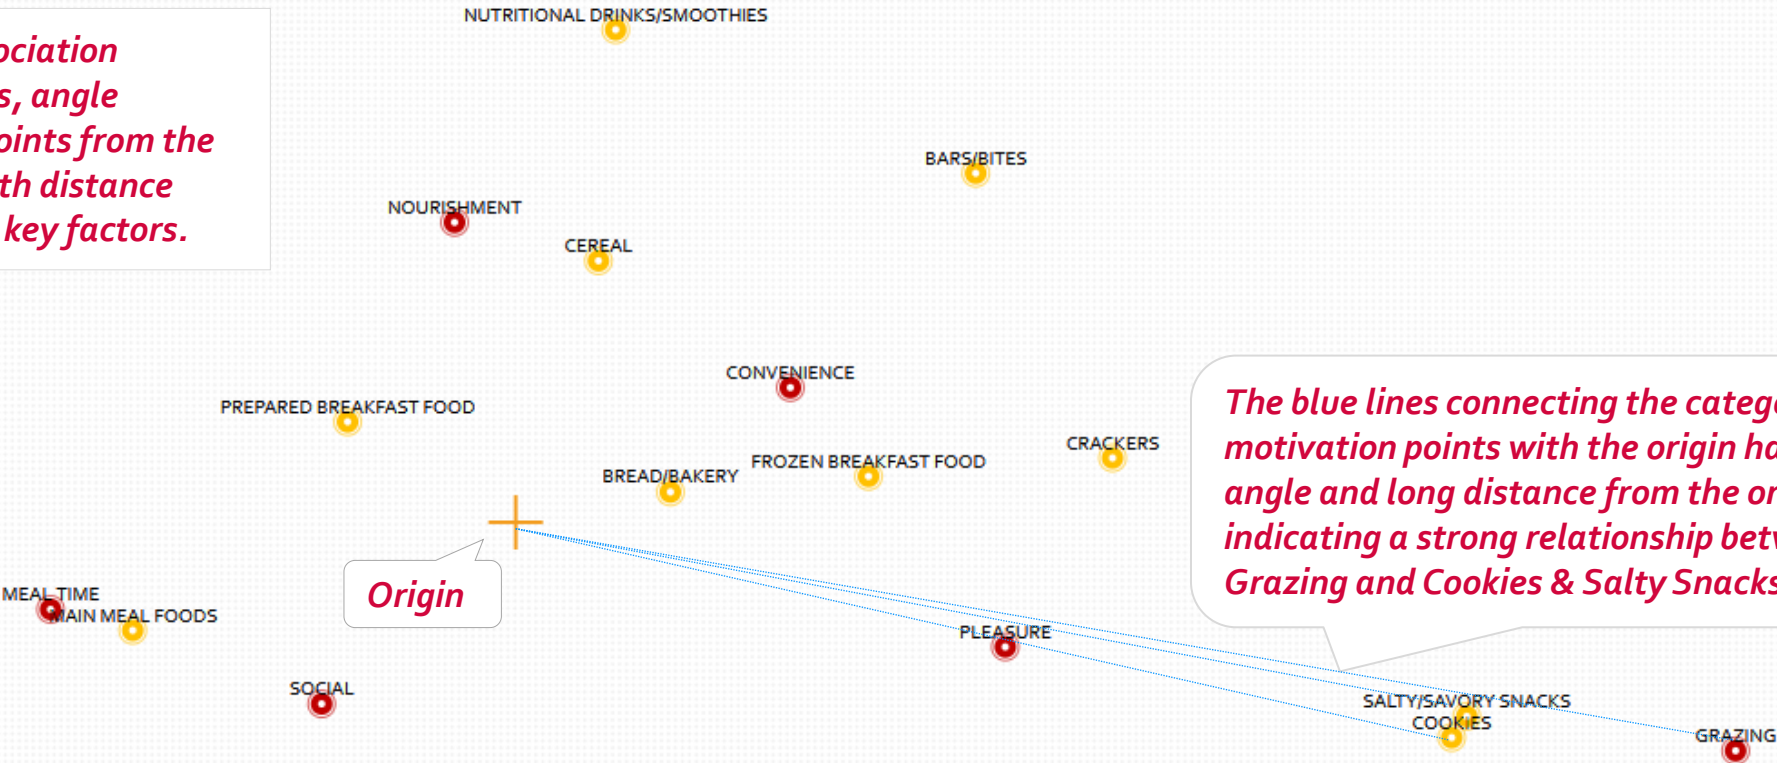 NUTRITIONAL DRINKS/SMOOTHIES
ociation
s, angle
oints from the
th distance
key factors.
BARS/BITES
NOURISHMENT
CEREAL
CONVENIENCE
PREPARED BREAKFAST FOOD
The blue lines connecting the catego
motivation points with the origin ha
angle and long distance from the or
indicating a strong relationship betw
Grazing and Cookies & Salty Snacks
CRACKERS
FROZEN BREAKFAST FOOD
BREAD/BAKERY
Origin
MEAL TIME
MAIN MEAL FOODS
PLEASURE
SOCIAL
SALTY/SAVORY SNACKS
COOKIES
GRAZING